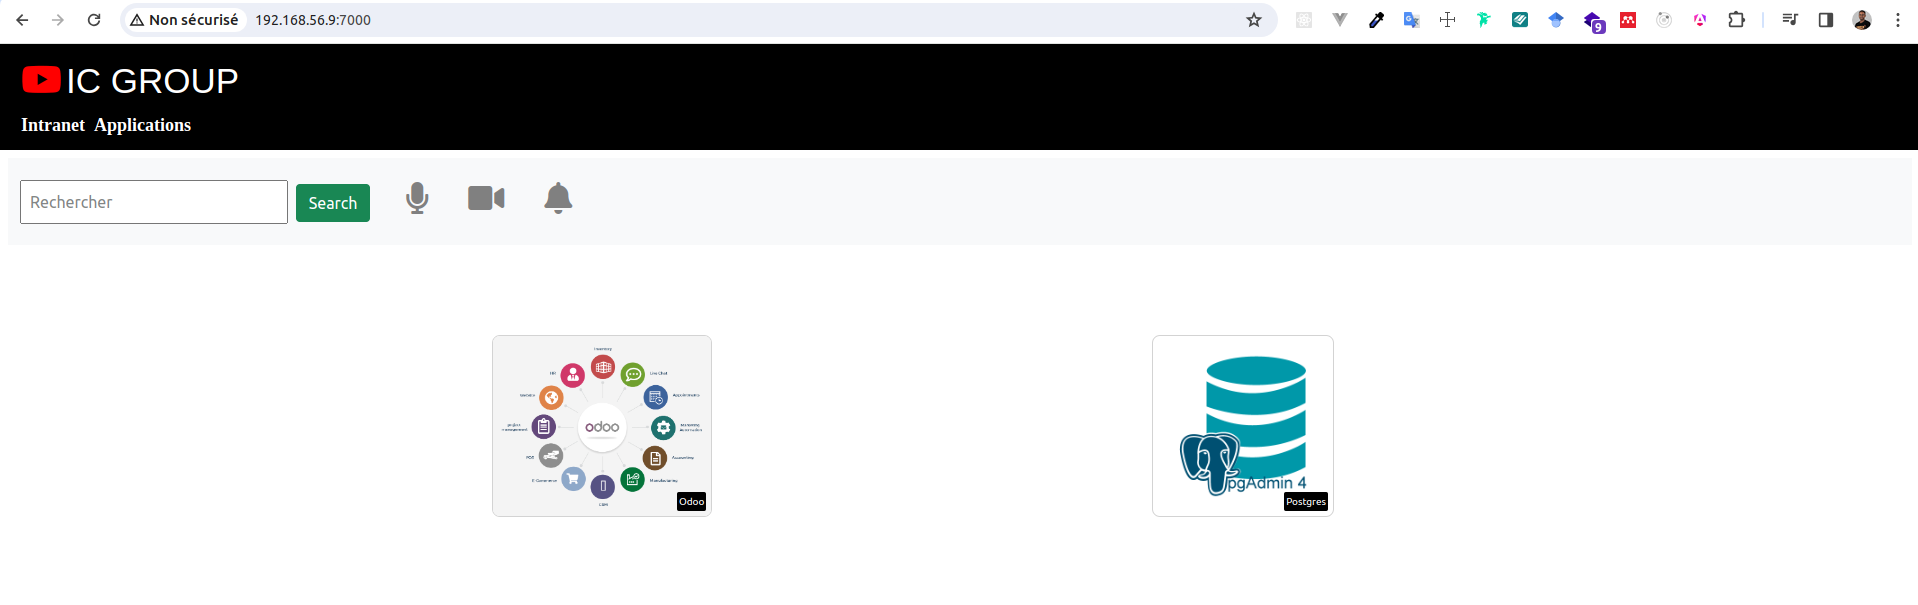 Non sécurisé 192.168.56.9:7000
9
IC GROUP
Intranet Applications
Rechercher
Search
Inventory
HR
Live Chat
Website
Appointments
project
management
odoo
Marketing
Automation
POS
Accounting
E-Commerce
Manufacturing
CRM
Odoo
pgAdmin 4
Postgres